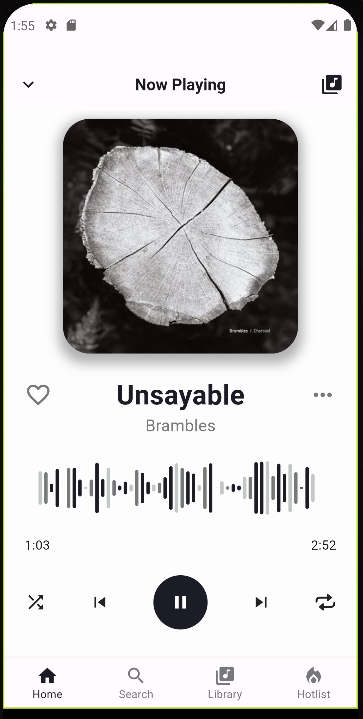 1:55
Now Playing
Brambles / Charcoal
Unsayable
Brambles
1:03
2:52
Home
Search
Library
Hotlist